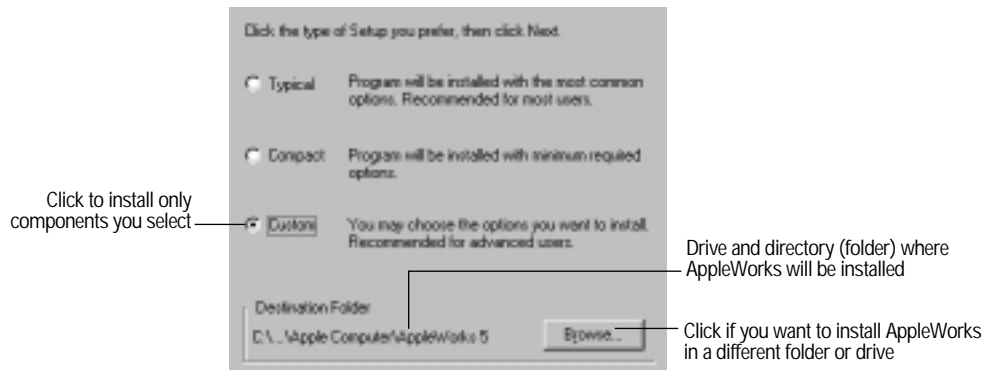 Click the type of Setup you prefer, then click Next.
Typical
Program will be installed with the most common
options. Recommended for most users.
Compact
Program will be installed with minimum required
options.
Click to install only
components you select
Custom
You may choose the options you want to install.
Recommended for advanced users.
Drive and directory (folder) where
AppleWorks will be installed
Destination Folder
C:\...\Apple Computer\AppleWorks 5
Browse...
Click if you want to install AppleWorks
in a different folder or drive